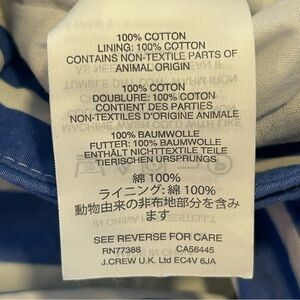 100% COTTON
LINING: 100% COTTON
CONTAINS NON-TEXTILE PARTS OF
ANIMAL ORIGIN
100% COTON
DOUBLURE: 100% COTON
CONTIENT DES PARTIES
NON-TEXTILES D'ORIGINE ANIMALE
100% BAUMWOLLE
FUTTER: 100% BAUMWOLLE
ENTHÄLT NICHTTEXTILE TEILE
TIERISCHEN URSPRUNGS
綿 100%
ライニング: 綿 100%
動物由来の非布地部分を含み
ます
SEE REVERSE FOR CARE
RN77388 CA56445
J.CREW U.K. Ltd EC4V 6JA